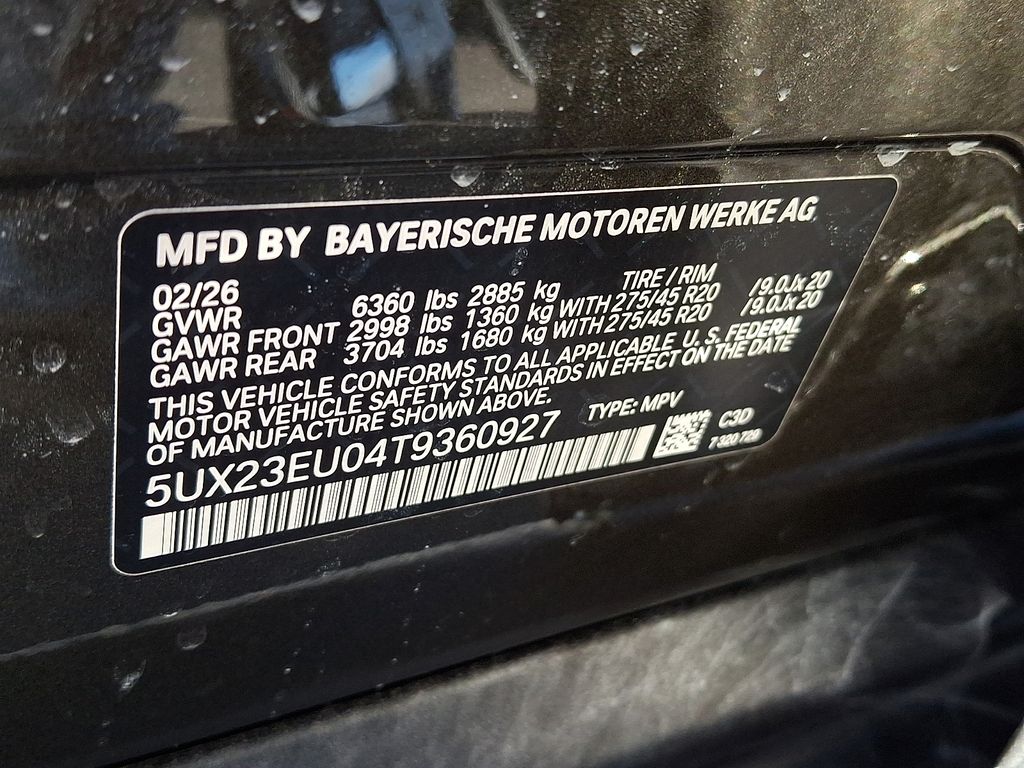 MFD BY BAYERISCHE MOTOREN WERKE AG
02/26 TIRE / RIM
GVWR 6360 lbs 2885 kg
GAWR FRONT 2998 lbs 1360 kg WITH 275/45 R20 /9.0Jx20
GAWR REAR 3704 lbs 1680 kg WITH 275/45 R20 /9.0Jx20
THIS VEHICLE CONFORMS TO ALL APPLICABLE U.S. FEDERAL
MOTOR VEHICLE SAFETY STANDARDS IN EFFECT ON THE DATE
OF MANUFACTURE SHOWN ABOVE.
5UX23EU04T9360927 TYPE: MPV
C3D
7 320 729